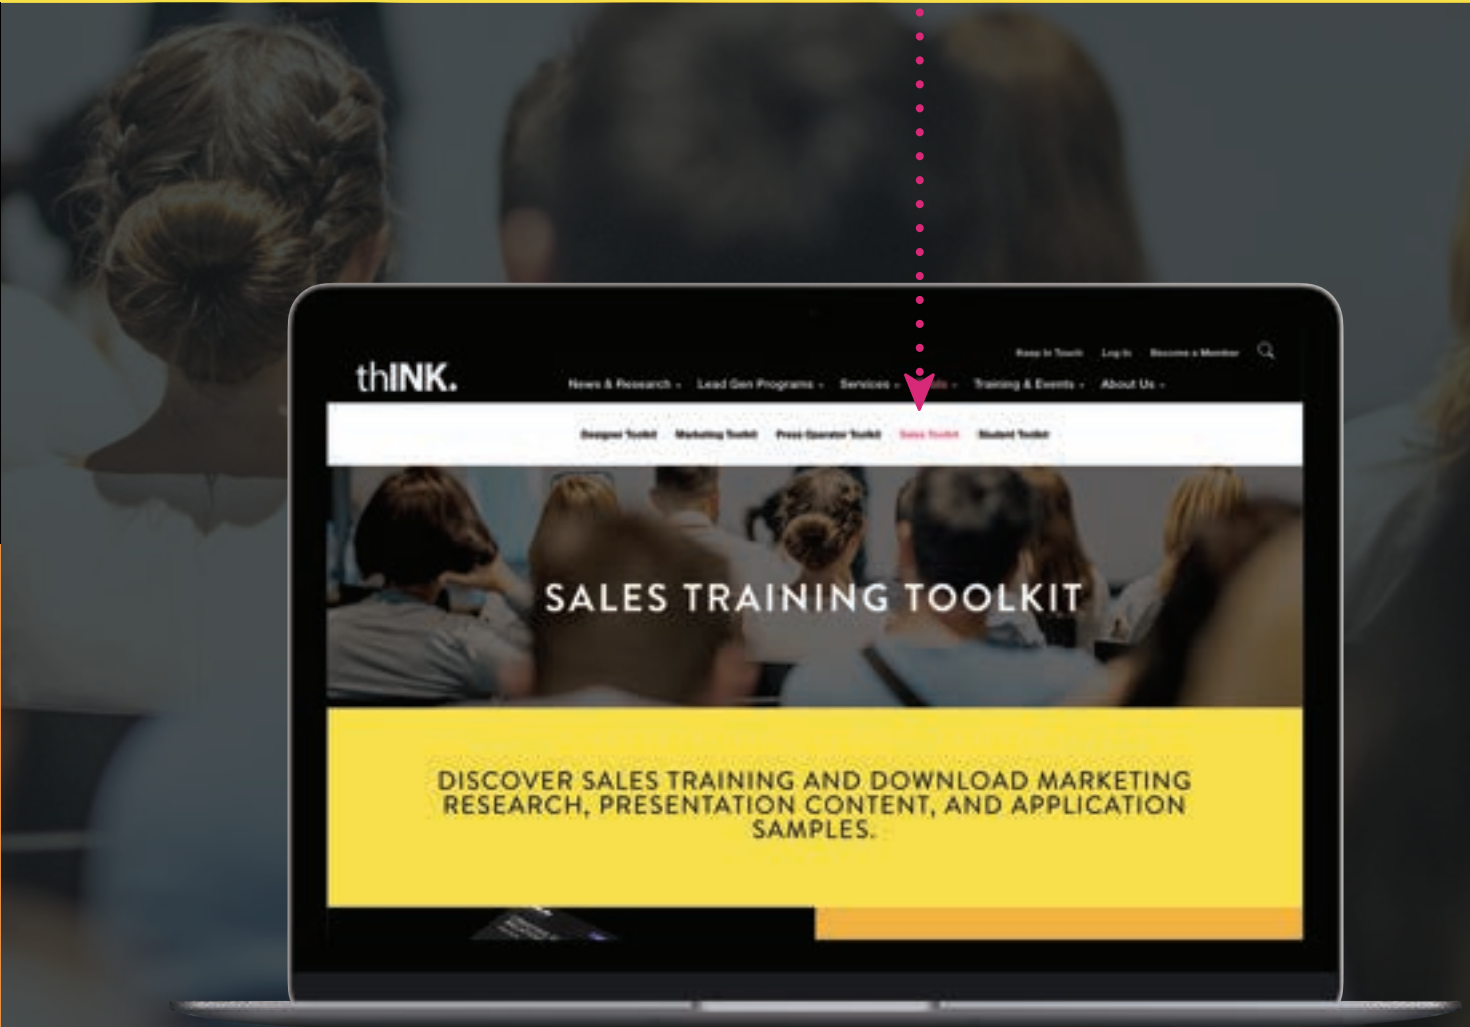 Keep In Touch Log In Become a Member
thINK.
News & Research Lead Gen Programs Services Training & Events About Us
Designer Toolkit Marketing Toolkit Press Operator Toolkit Sales Toolkit Student Toolkit
SALES TRAINING TOOLKIT
DISCOVER SALES TRAINING AND DOWNLOAD MARKETING
RESEARCH, PRESENTATION CONTENT, AND APPLICATION
SAMPLES.